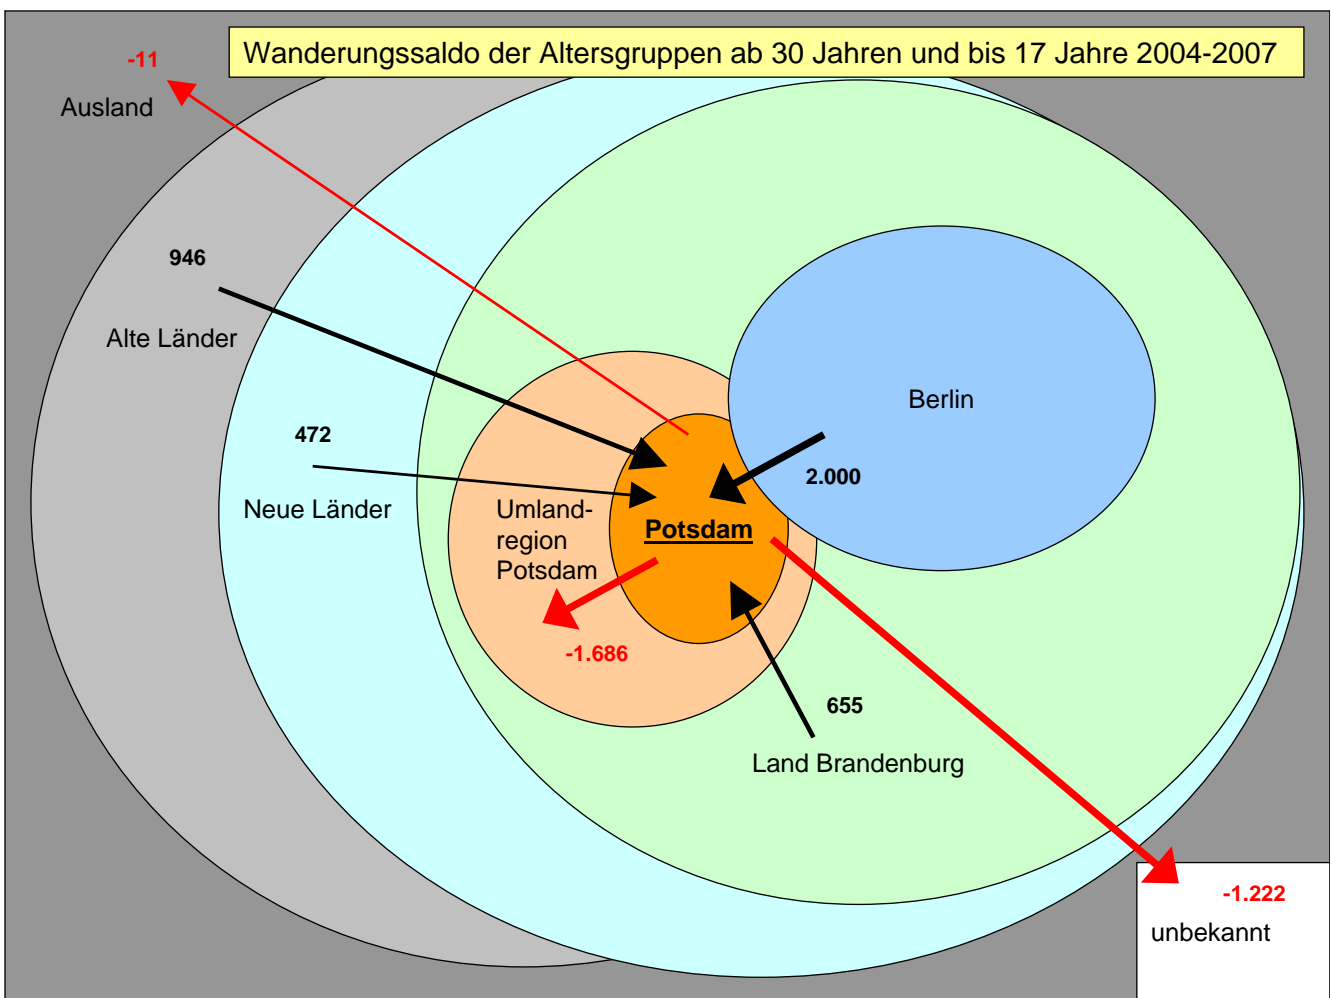 Wanderungssaldo der Altersgruppen ab 30 Jahren und bis 17 Jahre 2004-2007
-11
Ausland
946
Alte Länder
472
Neue Länder
Berlin
2.000
Umland-
region
Potsdam
Potsdam
-1.686
655
Land Brandenburg
-1.222
unbekannt